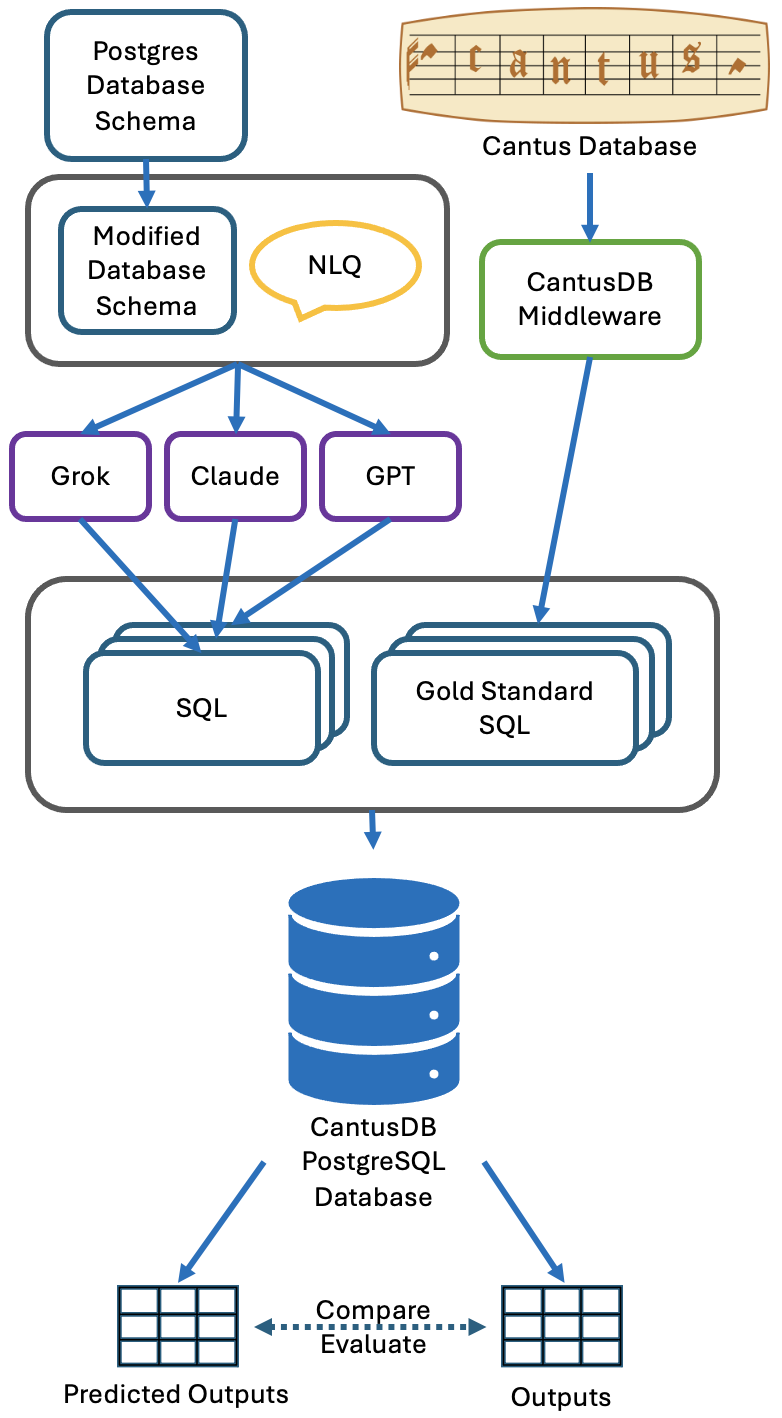 Postgres
Database
Schema
cantus
Cantus Database
Modified
Database
Schema
NLQ
CantusDB
Middleware
Grok
Claude
GPT
SQL
Gold Standard
SQL
CantusDB
PostgreSQL
Database
Compare
Evaluate
Predicted Outputs
Outputs